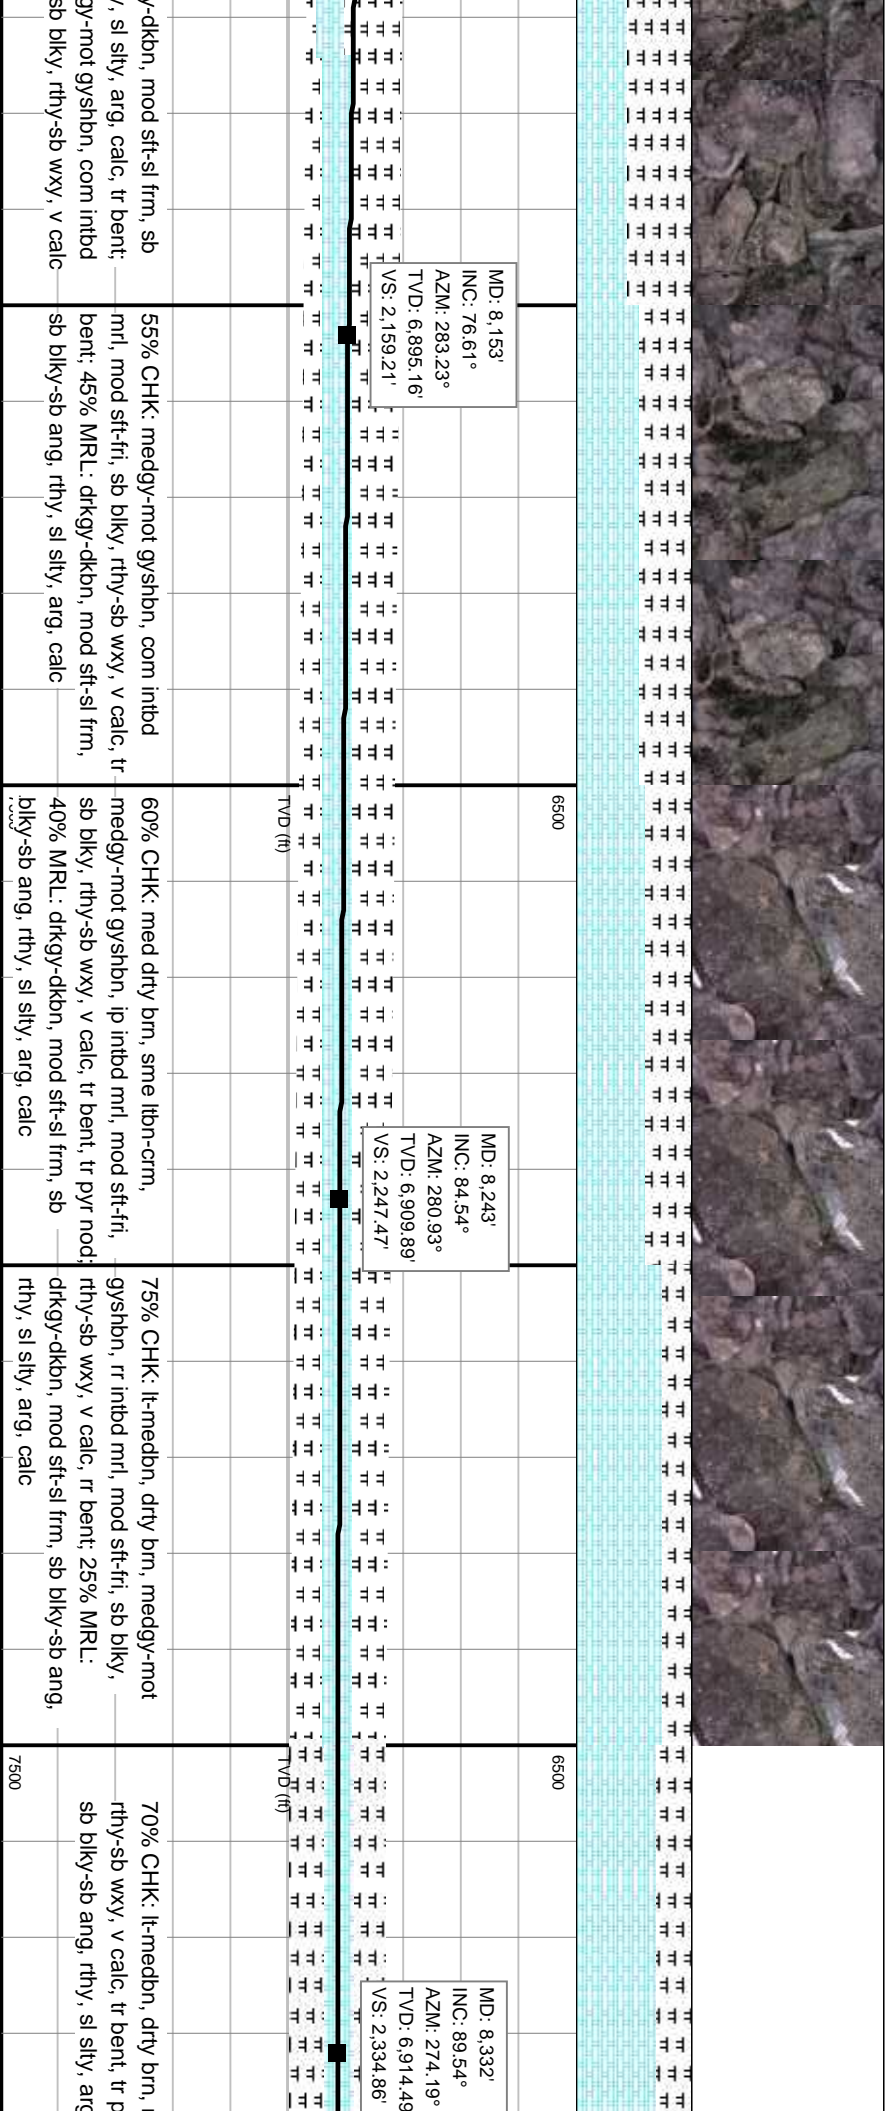 y-dkbn, mod sft-sl frm, sb
, sl slty, arg, calc, tr bent;
gy-mot gyshbn, com intbd
sb blky, rthy-sb wxy, v calc
MD: 8,153'
INC: 76.61°
AZM: 283.23°
TVD: 6,895.16'
VS: 2,159.21'
55% CHK: medgy-mot gyshbn, com intbd
mrl, mod sft-fri, sb blky, rthy-sb wxy, v calc, tr
bent; 45% MRL: drkgy-dkbn, mod sft-sl frm,
sb blky-sb ang, rthy, sl slty, arg, calc
6500
TVD (ft)
60% CHK: med drty brn, sme ltbn-crm,
medgy-mot gyshbn, ip intbd mrl, mod sft-fri,
sb blky, rthy-sb wxy, v calc, tr bent, tr pyr nod;
40% MRL: drkgy-dkbn, mod sft-sl frm, sb
blky-sb ang, rthy, sl slty, arg, calc
MD: 8,243'
INC: 84.54°
AZM: 280.93°
TVD: 6,909.89'
VS: 2,247.47'
75% CHK: lt-medbn, drty brn, medgy-mot
gyshbn, rr intbd mrl, mod sft-fri, sb blky,
rthy-sb wxy, v calc, rr bent; 25% MRL:
drkgy-dkbn, mod sft-sl frm, sb blky-sb ang,
rthy, sl slty, arg, calc
6500
TVD (ft)
7500
70% CHK: lt-medbn, drty brn,
rthy-sb wxy, v calc, tr bent, tr p
sb blky-sb ang, rthy, sl slty, arg
MD: 8,332'
INC: 89.54°
AZM: 274.19°
TVD: 6,914.49
VS: 2,334.86'